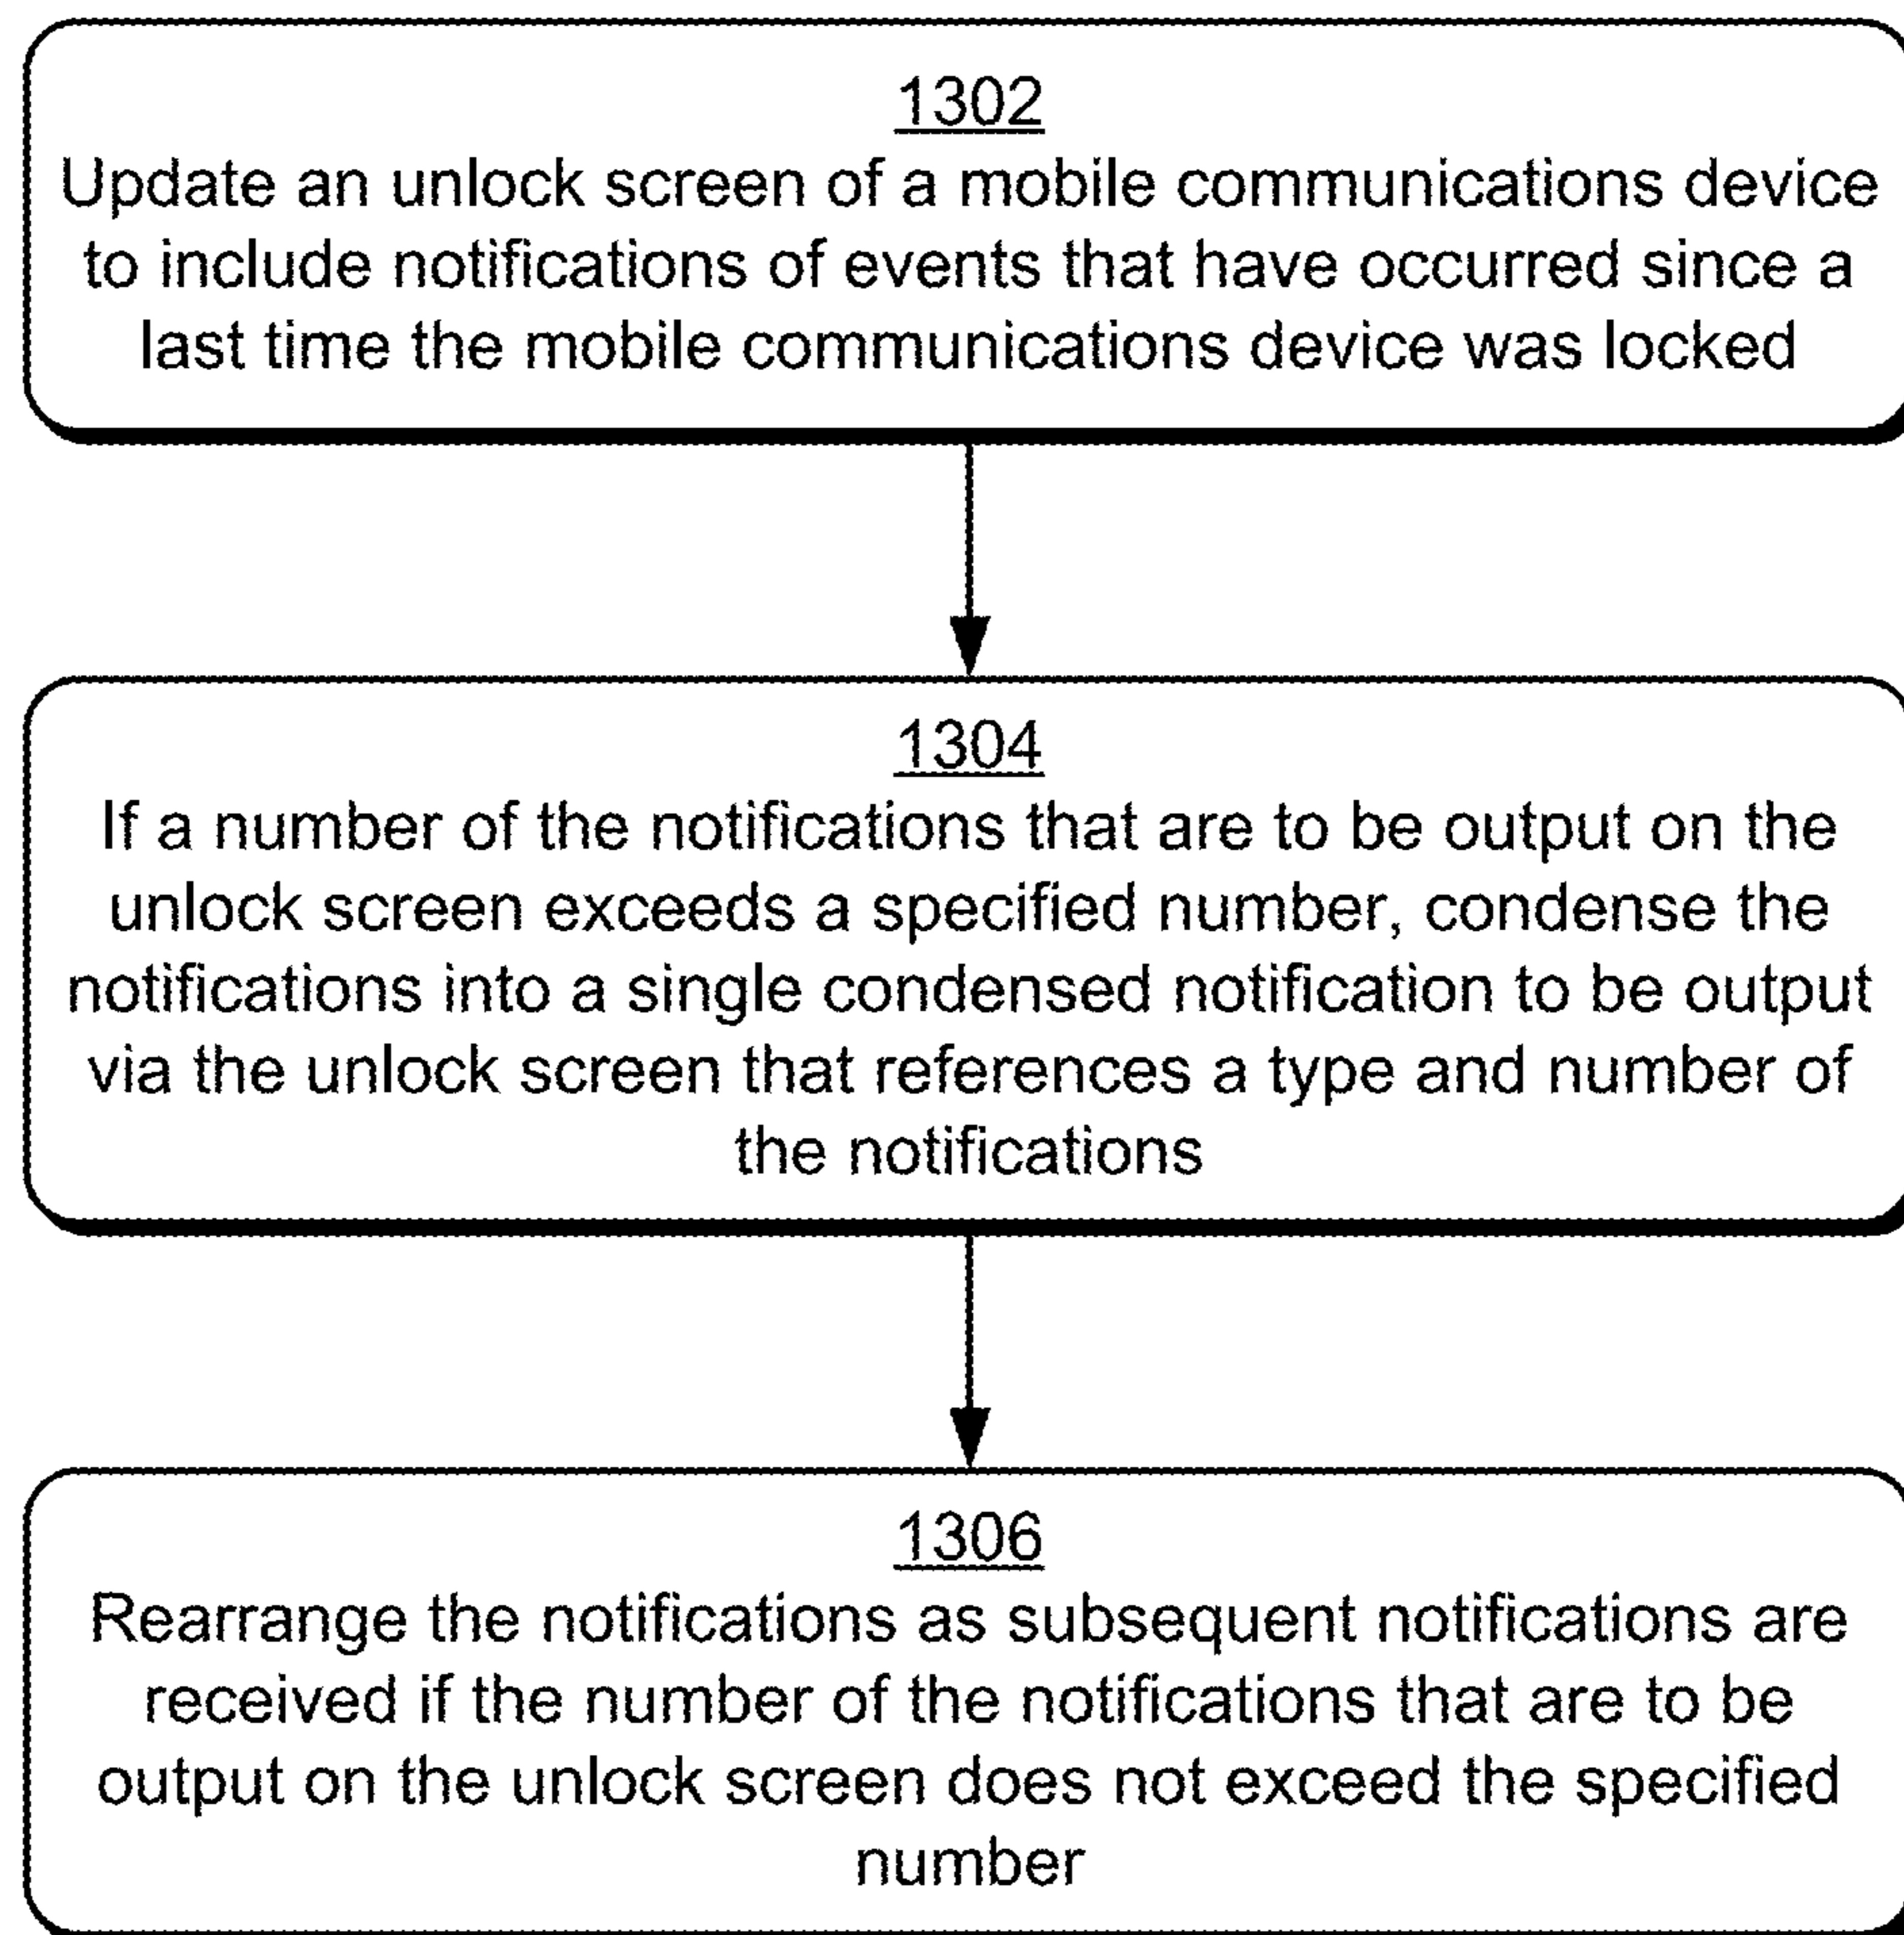 1302
Update an unlock screen of a mobile communications device
to include notifications of events that have occurred since a
last time the mobile communications device was locked
1304
If a number of the notifications that are to be output on the
unlock screen exceeds a specified number, condense the
notifications into a single condensed notification to be output
via the unlock screen that references a type and number of
the notifications
1306
Rearrange the notifications as subsequent notifications are
received if the number of the notifications that are to be
output on the unlock screen does not exceed the specified
number